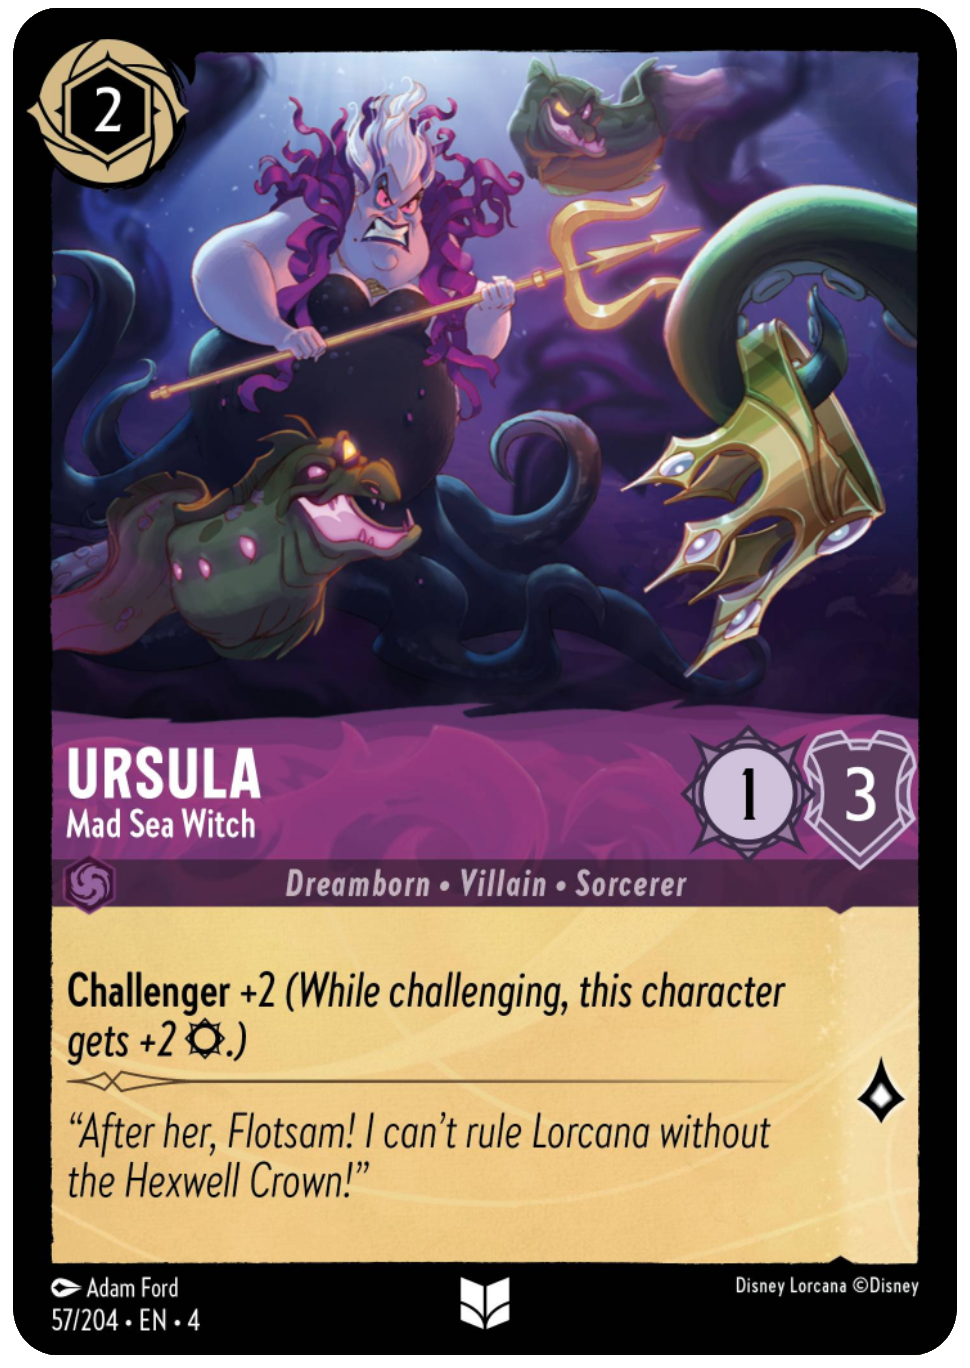 2
URSULA
Mad Sea Witch
1
3
Dreamborn • Villain • Sorcerer
Challenger +2 (While challenging, this character
gets +2 .)
“After her, Flotsam! I can’t rule Lorcana without
the Hexwell Crown!”
Adam Ford
Disney Lorcana ©Disney
57/204 • EN • 4